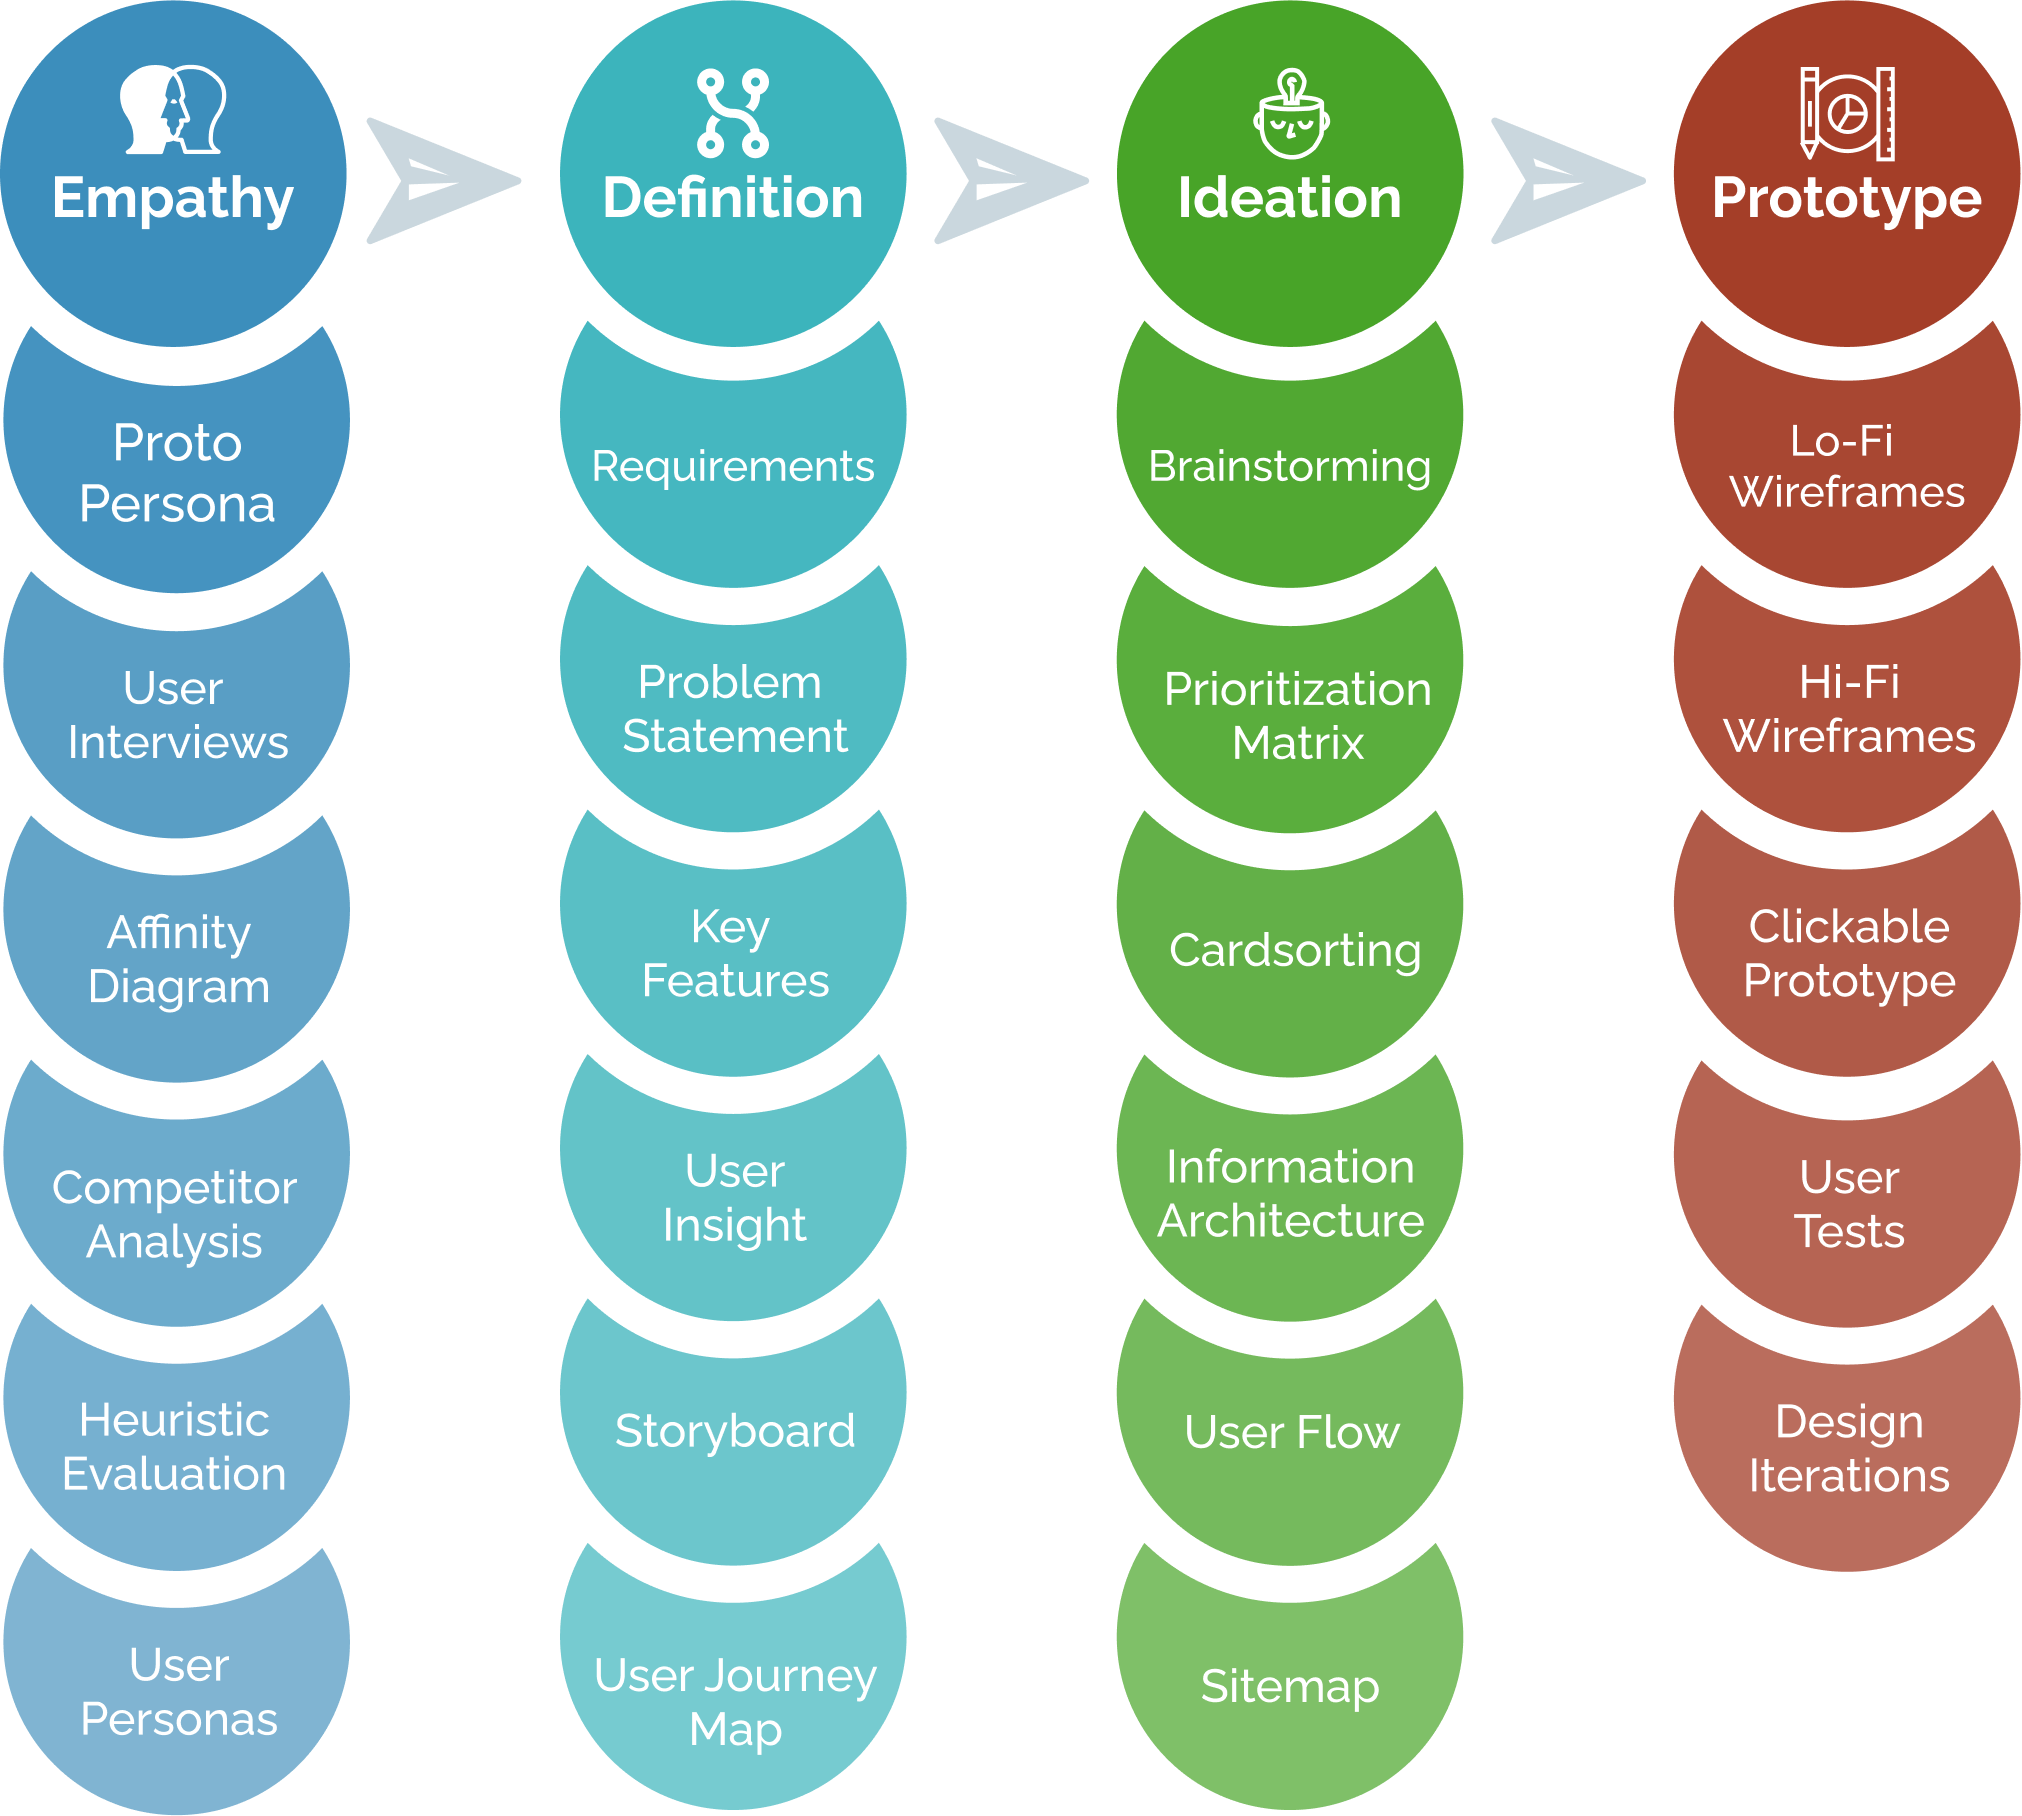 Empathy
Proto
Persona
User
Interviews
Affinity
Diagram
Competitor
Analysis
Heuristic
Evaluation
User
Personas
Definition
Requirements
Problem
Statement
Key
Features
User
Insight
Storyboard
User Journey
Map
Ideation
Brainstorming
Prioritization
Matrix
Cardsorting
Information
Architecture
User Flow
Sitemap
Prototype
Lo-Fi
Wireframes
Hi-Fi
Wireframes
Clickable
Prototype
User
Tests
Design
Iterations